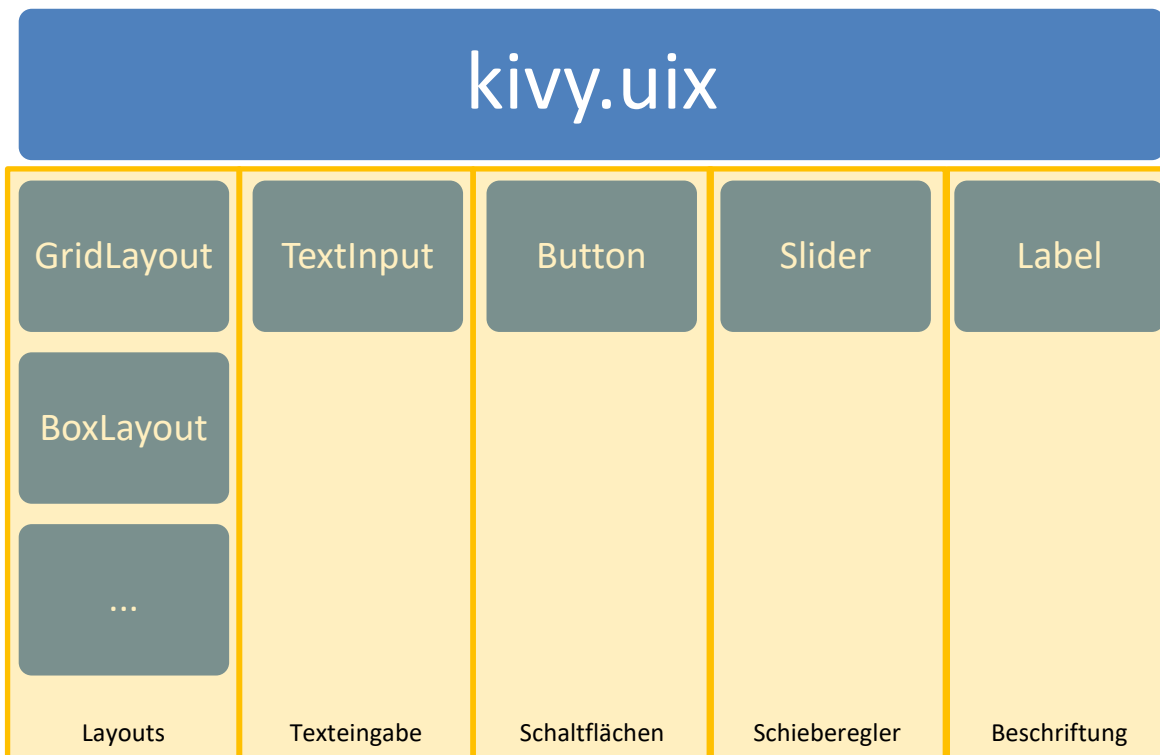 kivy.uix
GridLayout
TextInput
Button
Slider
Label
BoxLayout
...
Layouts
Texteingabe
Schaltflächen
Schieberegler
Beschriftung